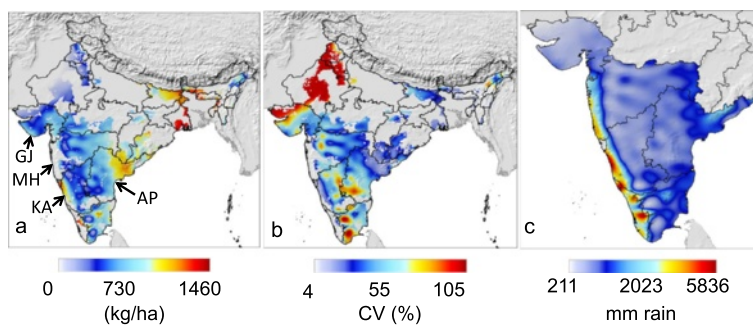 GJ
MH
KA
AP
a
b
c
0 730 1460
(kg/ha)
4 55 105
CV (%)
211 2023 5836
mm rain